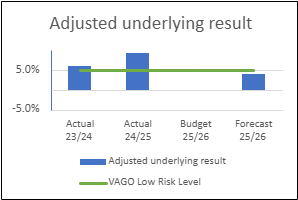 Adjusted underlying result
5.0%
-5.0%
Actual 23/24
Actual 24/25
Budget 25/26
Forecast 25/26
Adjusted underlying result
VAGO Low Risk Level